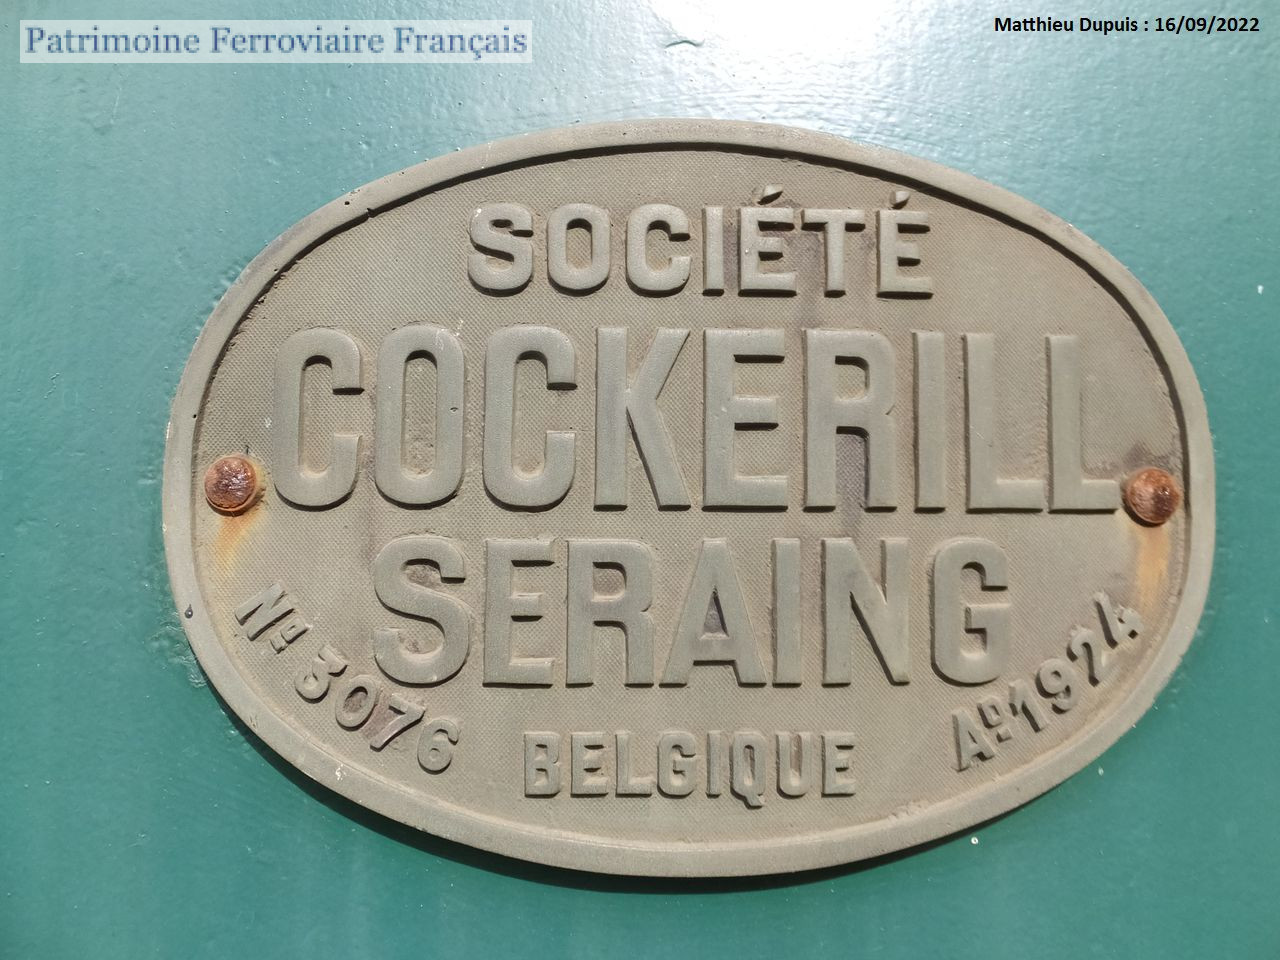 Patrimoine Ferroviaire Français
Matthieu Dupuis : 16/09/2022
SOCIÉTÉ
COCKERILL
SERAING
Nº 3076
BELGIQUE
Aº 1924